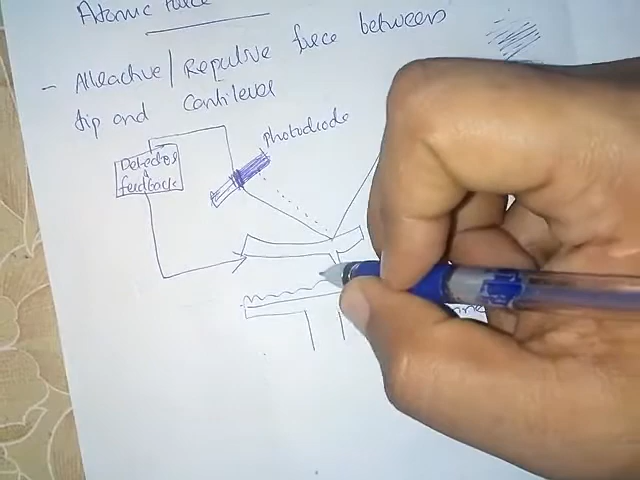 Atomic Force
- Attractive / Repulsive force between
tip and Cantilever
Photodiode
Detector &
feedback